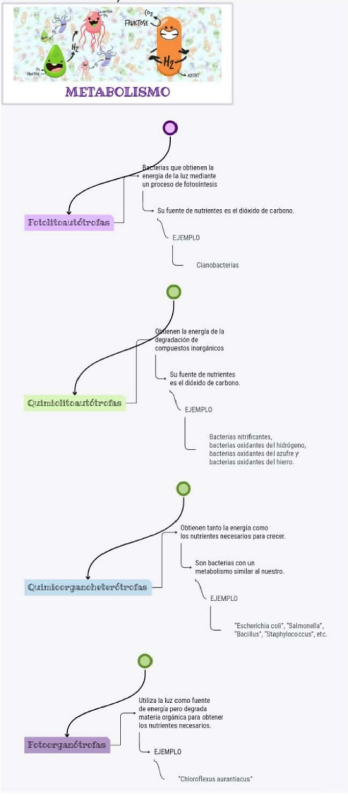 COS
FRUCTOSE
H2
H2
METABOLISMO
Bacterias que obtienen la
energía de la luz mediante
un proceso de fotosíntesis
Su fuente de nutrientes es el dióxido de carbono.
Fotolitoautótrofas
EJEMPLO
Cianobacterias
Obtienen la energía de la
degradación de
compuestos inorgánicos
Su fuente de nutrientes
es el dióxido de carbono.
Quimiolitoautótrofas
EJEMPLO
Bacterias nitrificantes,
bacterias oxidantes del hidrógeno,
bacterias oxidantes del azufre y
bacterias oxidantes del hierro.
Obtienen tanto la energía como
los nutrientes necesarios para crecer.
Son bacterias con un
metabolismo similar al nuestro.
Quimioorganoheterótrofas
EJEMPLO
"Escherichia coli", "Salmonella",
"Bacillus", "Staphylococcus", etc.
Utiliza la luz como fuente
de energía pero degrada
materia orgánica para obtener
los nutrientes necesarios.
Fotoorganótrofas
EJEMPLO
"Chloroflexus aurantiacus"